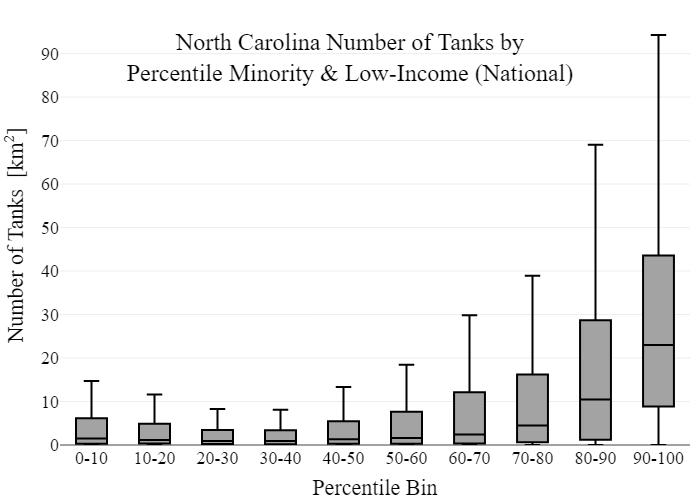 North Carolina Number of Tanks by
Percentile Minority & Low-Income (National)
Number of Tanks [km²]
90
80
70
60
50
40
30
20
10
0
0-10 10-20 20-30 30-40 40-50 50-60 60-70 70-80 80-90 90-100
Percentile Bin